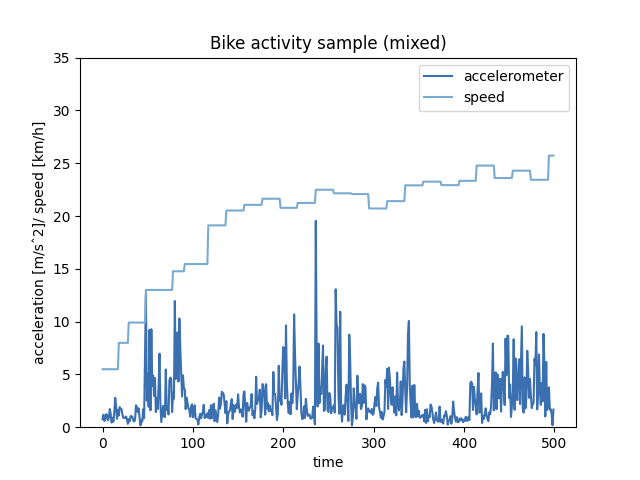 Bike activity sample (mixed)
accelerometer
speed
acceleration [m/s^2]/ speed [km/h]
35
30
25
20
15
10
5
0
0 100 200 300 400 500
time